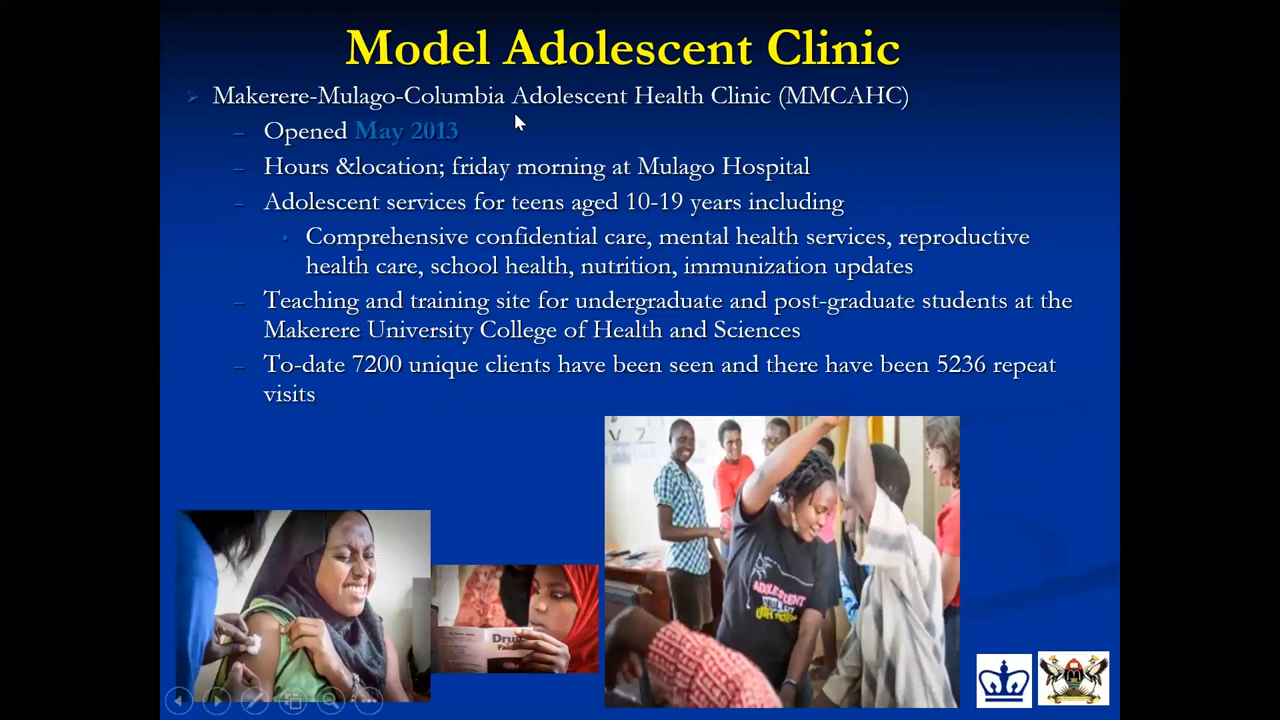 Model Adolescent Clinic
Makerere-Mulago-Columbia Adolescent Health Clinic (MMCAHC)
Opened May 2013
Hours &location; friday morning at Mulago Hospital
Adolescent services for teens aged 10-19 years including
Comprehensive confidential care, mental health services, reproductive
health care, school health, nutrition, immunization updates
Teaching and training site for undergraduate and post-graduate students at the
Makerere University College of Health and Sciences
To-date 7200 unique clients have been seen and there have been 5236 repeat
visits
ADOLESCENT